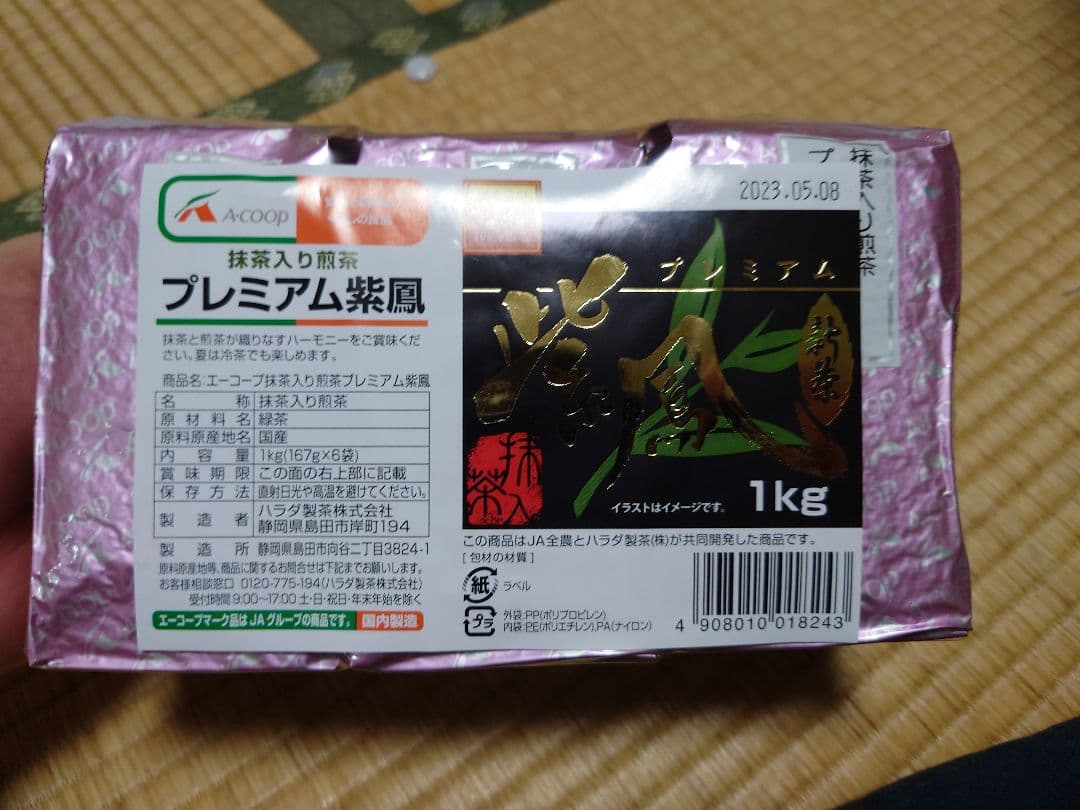 A·COOP
抹茶入り煎茶
プレミアム紫鳳
抹茶と煎茶が織りなすハーモニーをご賞味くだ
さい。夏は冷茶でも楽しめます。
商品名:エーコープ抹茶入り煎茶プレミアム紫鳳
名称 抹茶入り煎茶
原材料名 緑茶
原料原産地名 国産
内容量 1kg(167g×6袋)
賞味期限 この面の右上部に記載
保存方法 直射日光や高温を避けてください。
製造者 ハラダ製茶株式会社
静岡県島田市岸町194
製造所 静岡県島田市向谷二丁目3824-1
原料原産地等、商品に関するお問合せは下記までお願いします。
お客様相談窓口 0120-775-194(ハラダ製茶株式会社)
受付時間 9:00〜17:00 土・日・祝日・年末年始を除く
エーコープマーク品はJAグループの商品です。 国内製造
2023.05.08
プレミアム
紫鳳
新茶
抹茶入
イラストはイメージです。
1kg
この商品はJA全農とハラダ製茶(株)が共同開発した商品です。
[包材の材質]
紙 ラベル
プラ 外袋:PP(ポリプロピレン)
内袋:PE(ポリエチレン),PA(ナイロン)
4 908010 018243
抹茶入り煎茶
プ